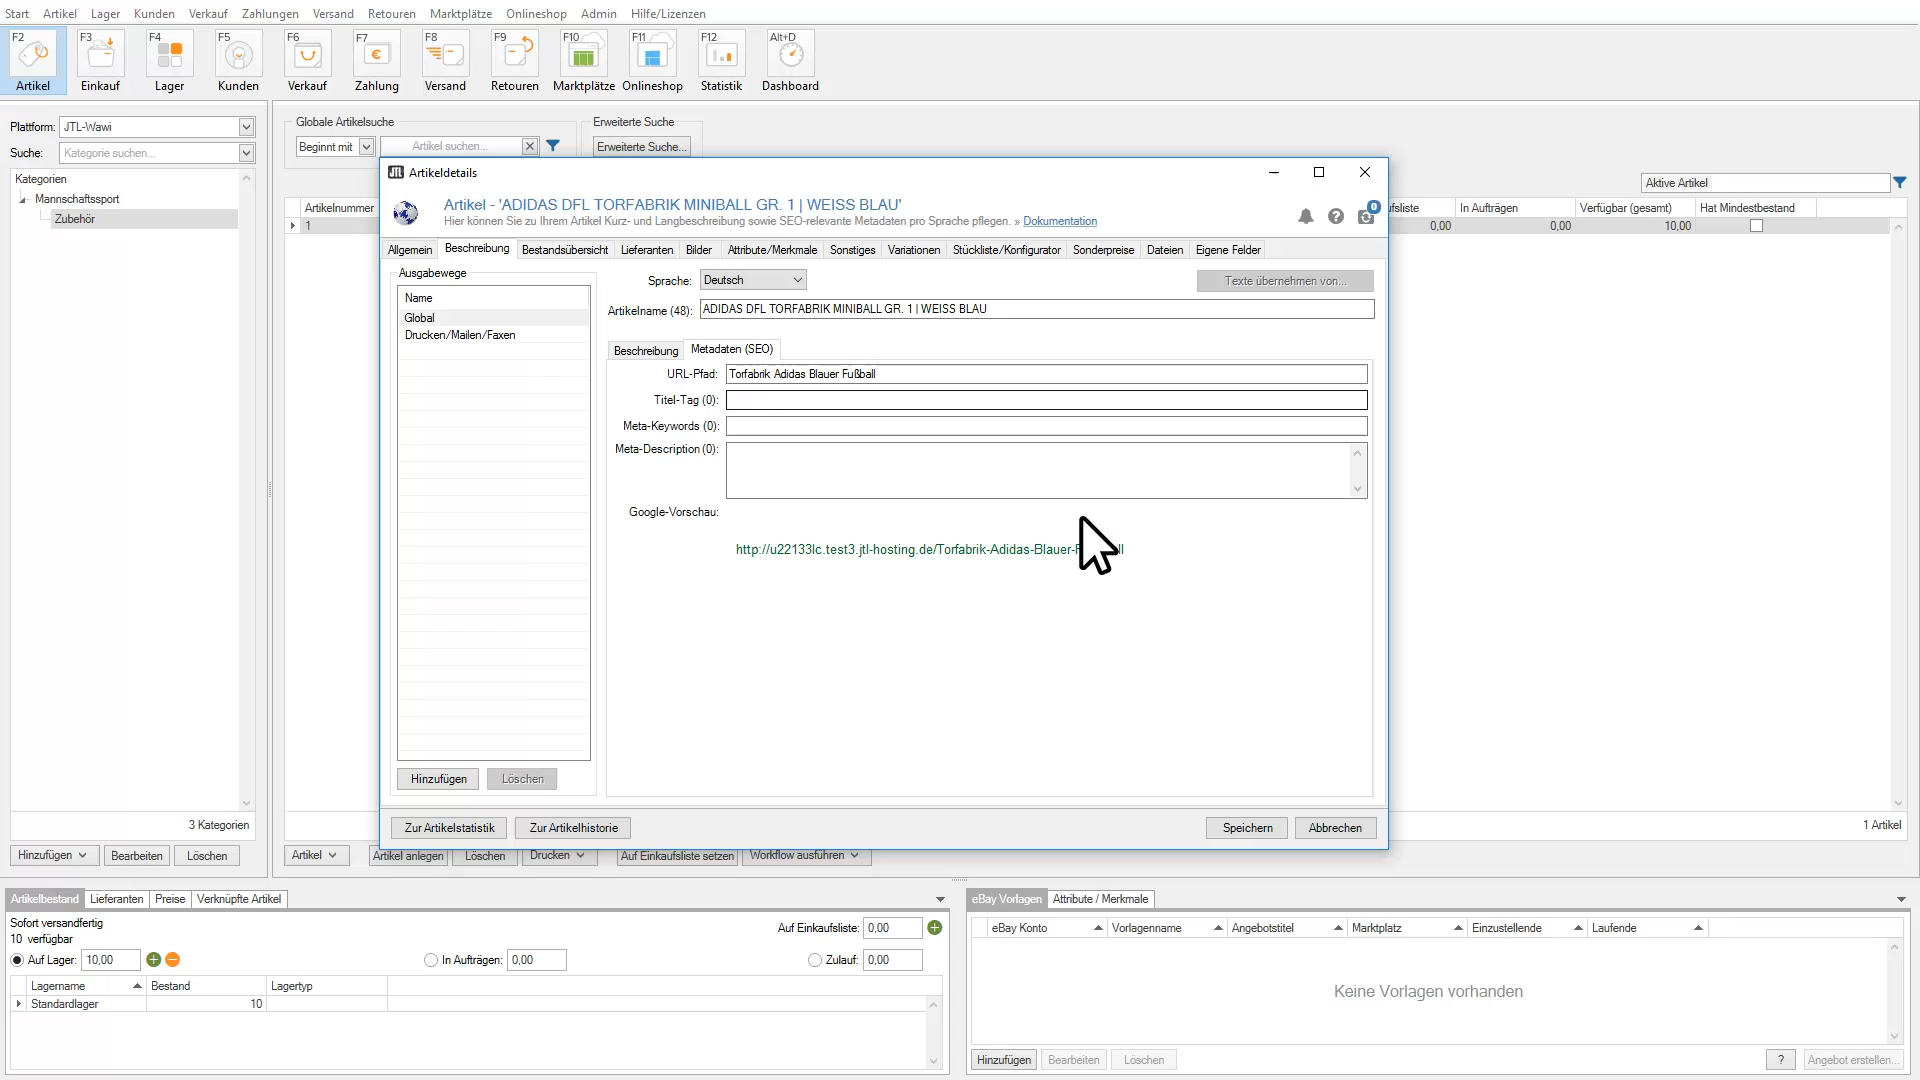 Start Artikel Lager Kunden Verkauf Zahlungen Versand Retouren Marktplätze Onlineshop Admin Hilfe/Lizenzen
F2 F3 F4 F5 F6 F7 F8 F9 F10 F11 F12 Alt+D
Artikel Einkauf Lager Kunden Verkauf Zahlung Versand Retouren Marktplätze Onlineshop Statistik Dashboard
Plattform: JTL-Wawi
Suche: Kategorie suchen...
Kategorien
Mannschaftssport
Zubehör
3 Kategorien
Hinzufügen Bearbeiten Löschen
Globale Artikelsuche
Beginnt mit Artikel suchen...
Erweiterte Suche
Erweiterte Suche...
Aktive Artikel
Artikelnummer ufsliste In Aufträgen Verfügbar (gesamt) Hat Mindestbestand
1 0,00 0,00 10,00
JTL Artikeldetails
Artikel - 'ADIDAS DFL TORFABRIK MINIBALL GR. 1 | WEISS BLAU'
Hier können Sie zu Ihrem Artikel Kurz- und Langbeschreibung sowie SEO-relevante Metadaten pro Sprache pflegen. » Dokumentation
0
Allgemein Beschreibung Bestandsübersicht Lieferanten Bilder Attribute/Merkmale Sonstiges Variationen Stückliste/Konfigurator Sonderpreise Dateien Eigene Felder
Ausgabewege
Name
Global
Drucken/Mailen/Faxen
Hinzufügen Löschen
Sprache: Deutsch Texte übernehmen von...
Artikelname (48): ADIDAS DFL TORFABRIK MINIBALL GR. 1 | WEISS BLAU
Beschreibung Metadaten (SEO)
URL-Pfad: Torfabrik Adidas Blauer Fußball
Titel-Tag (0):
Meta-Keywords (0):
Meta-Description (0):
Google-Vorschau:
http://u22133lc.test3.jtl-hosting.de/Torfabrik-Adidas-Blauer-F ll
Zur Artikelstatistik Zur Artikelhistorie Speichern Abbrechen
1 Artikel
Artikel Artikel anlegen Löschen Drucken Auf Einkaufsliste setzen Workflow ausführen
Artikelbestand Lieferanten Preise Verknüpfte Artikel
Sofort versandfertig
10 verfügbar
Auf Einkaufsliste: 0,00
Auf Lager: 10,00 In Aufträgen: 0,00 Zulauf: 0,00
Lagername Bestand Lagertyp
Standardlager 10
eBay Vorlagen Attribute / Merkmale
eBay Konto Vorlagenname Angebotstitel Marktplatz Einzustellende Laufende
Keine Vorlagen vorhanden
Hinzufügen Bearbeiten Löschen ? Angebot erstellen...